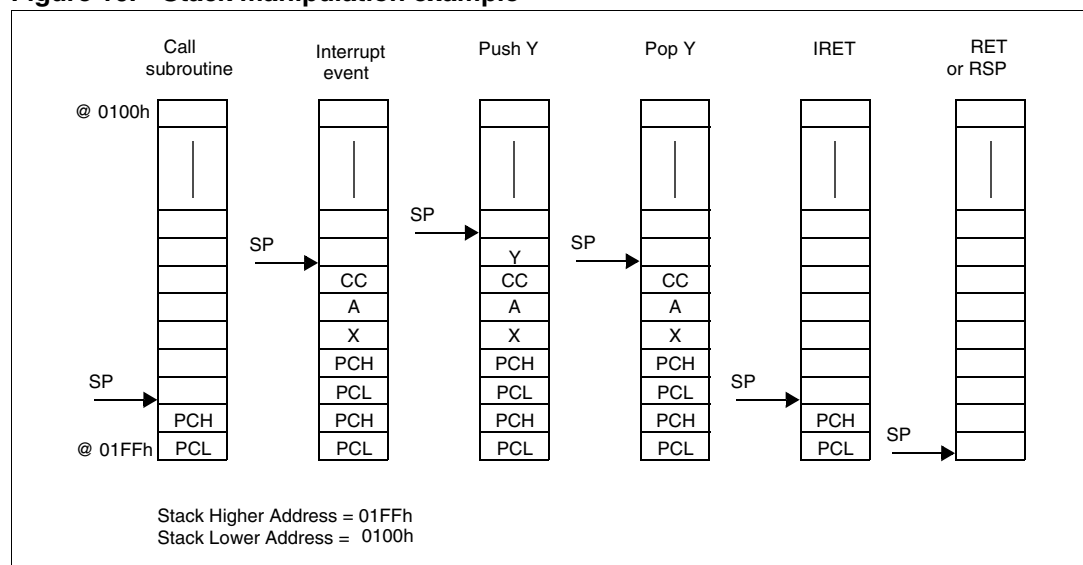 Figure Stack manipulation example
Call
subroutine
Interrupt
event
Push Y
Pop Y
IRET
RET
or RSP
@ 0100h
SP
SP
SP
Y
CC
CC
CC
A
A
A
X
X
X
PCH
PCH
PCH
SP
PCL
PCL
PCL
SP
PCH
PCH
PCH
PCH
PCH
@ 01FFh
PCL
PCL
PCL
PCL
PCL
SP
Stack Higher Address = 01FFh
Stack Lower Address = 0100h